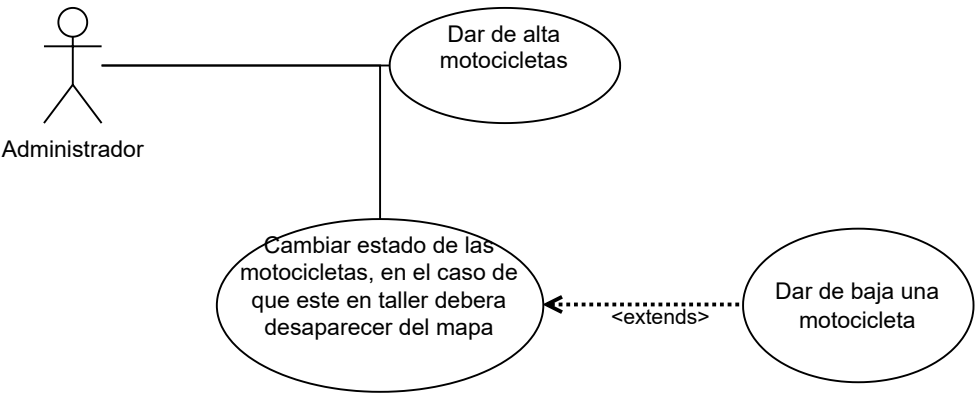 Dar de alta
motocicletas
Administrador
Cambiar estado de las
motocicletas, en el caso de
que este en taller debera
desaparecer del mapa
<extends>
Dar de baja una
motocicleta